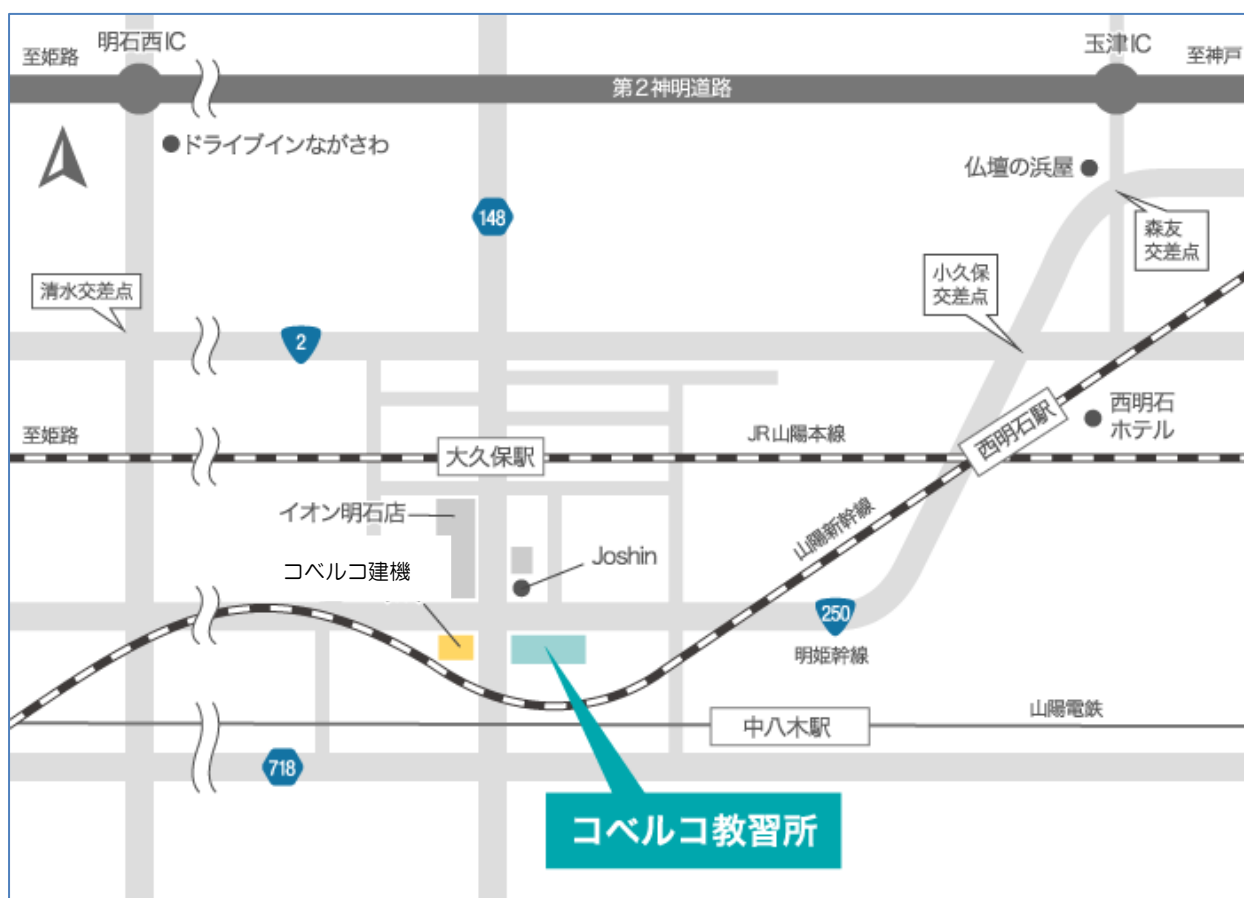 明石西IC
玉津IC
至姫路
至神戸
第2神明道路
ドライブインながさわ
仏壇の浜屋
148
森友
交差点
小久保
交差点
清水交差点
2
西明石
ホテル
至姫路
JR山陽本線
大久保駅
西明石駅
イオン明石店
山陽新幹線
Joshin
コベルコ建機
250
明姫幹線
山陽電鉄
中八木駅
718
コベルコ教習所